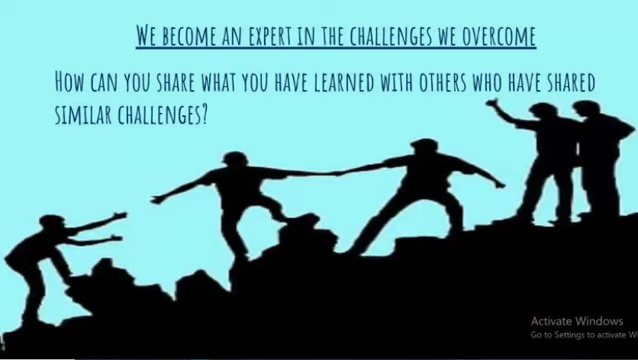 We become an expert in the challenges we overcome
How can you share what you have learned with others who have shared
similar challenges?
Activate Windows
Go to Settings to activate W